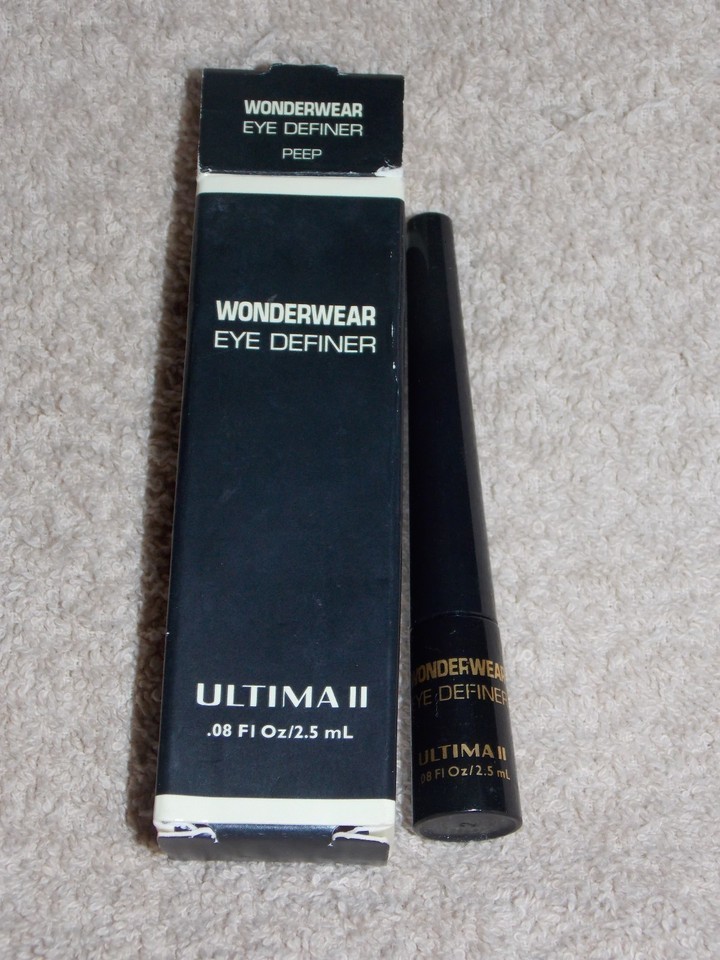 WONDERWEAR
EYE DEFINER
PEEP
WONDERWEAR
EYE DEFINER
ULTIMA II
.08 Fl Oz/2.5 mL
WONDERWEAR
EYE DEFINER
ULTIMA II
.08 Fl Oz/2.5 mL